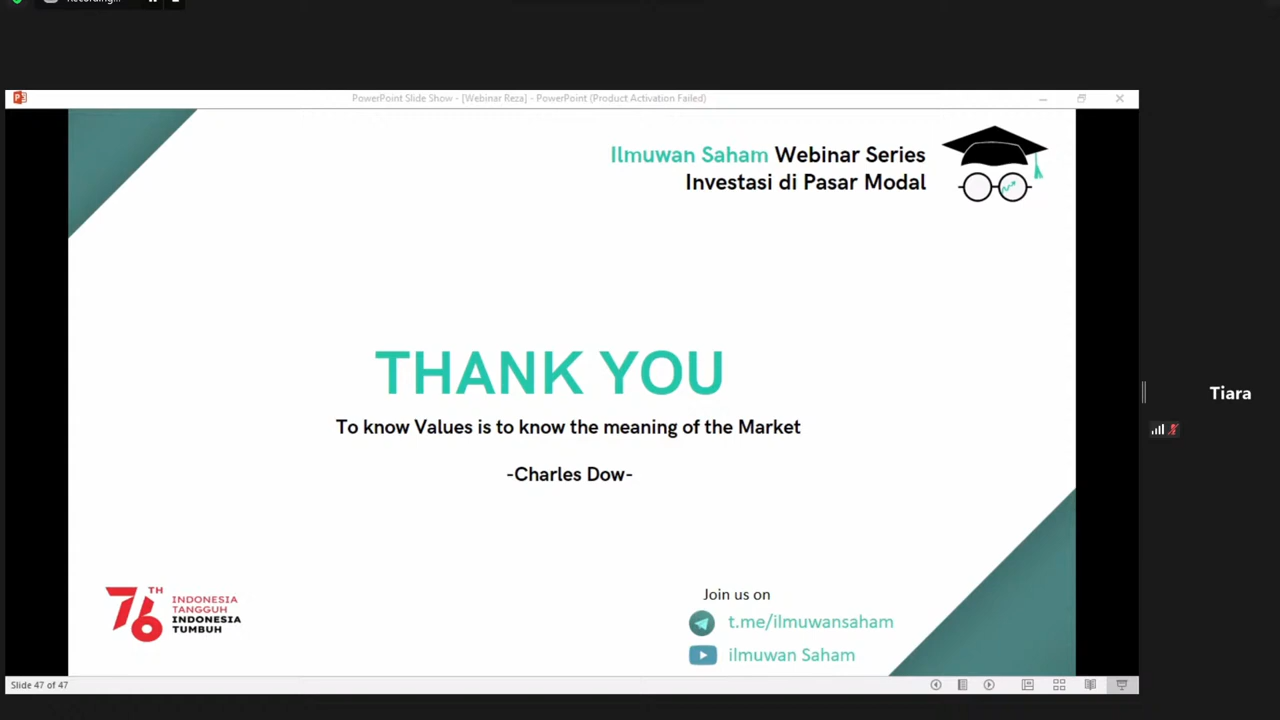 Recording...
PowerPoint Slide Show - [Webinar Reza] - PowerPoint (Product Activation Failed)
Ilmuwan Saham Webinar Series
Investasi di Pasar Modal
THANK YOU
To know Values is to know the meaning of the Market
-Charles Dow-
Tiara
76TH
INDONESIA
TANGGUH
INDONESIA
TUMBUH
Join us on
t.me/ilmuwansaham
ilmuwan Saham
Slide 47 of 47